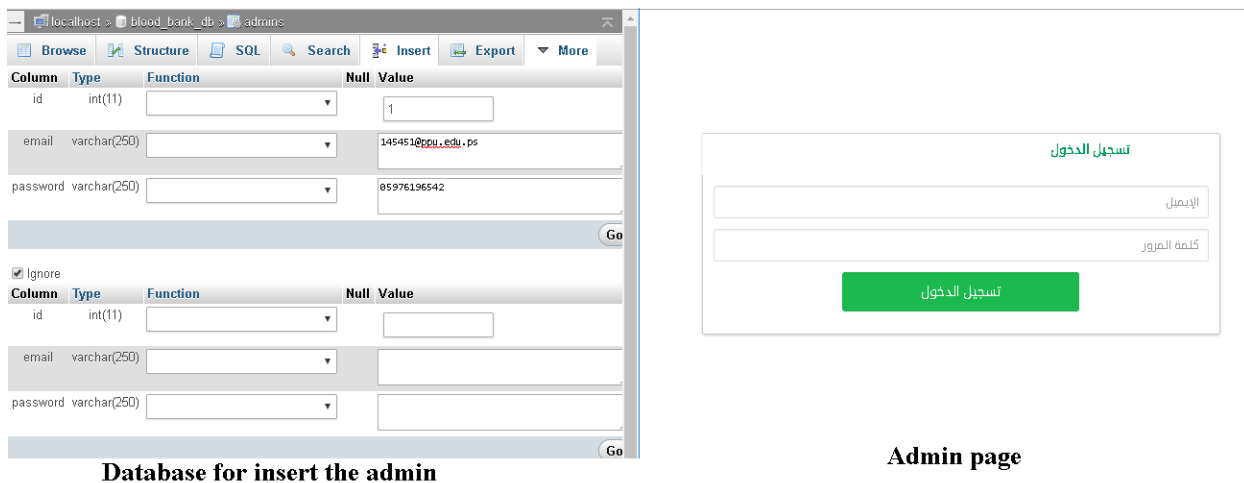 localhost » blood_bank_db » admins
Browse Structure SQL Search Insert Export More
Column Type Function Null Value
id int(11) 1
email varchar(250) 145451@ppu.edu.ps
password varchar(250) 05976196542
Go
Ignore
Column Type Function Null Value
id int(11)
email varchar(250)
password varchar(250)
Go
Database for insert the admin
تسجيل الدخول
الإيميل
كلمة المرور
تسجيل الدخول
Admin page